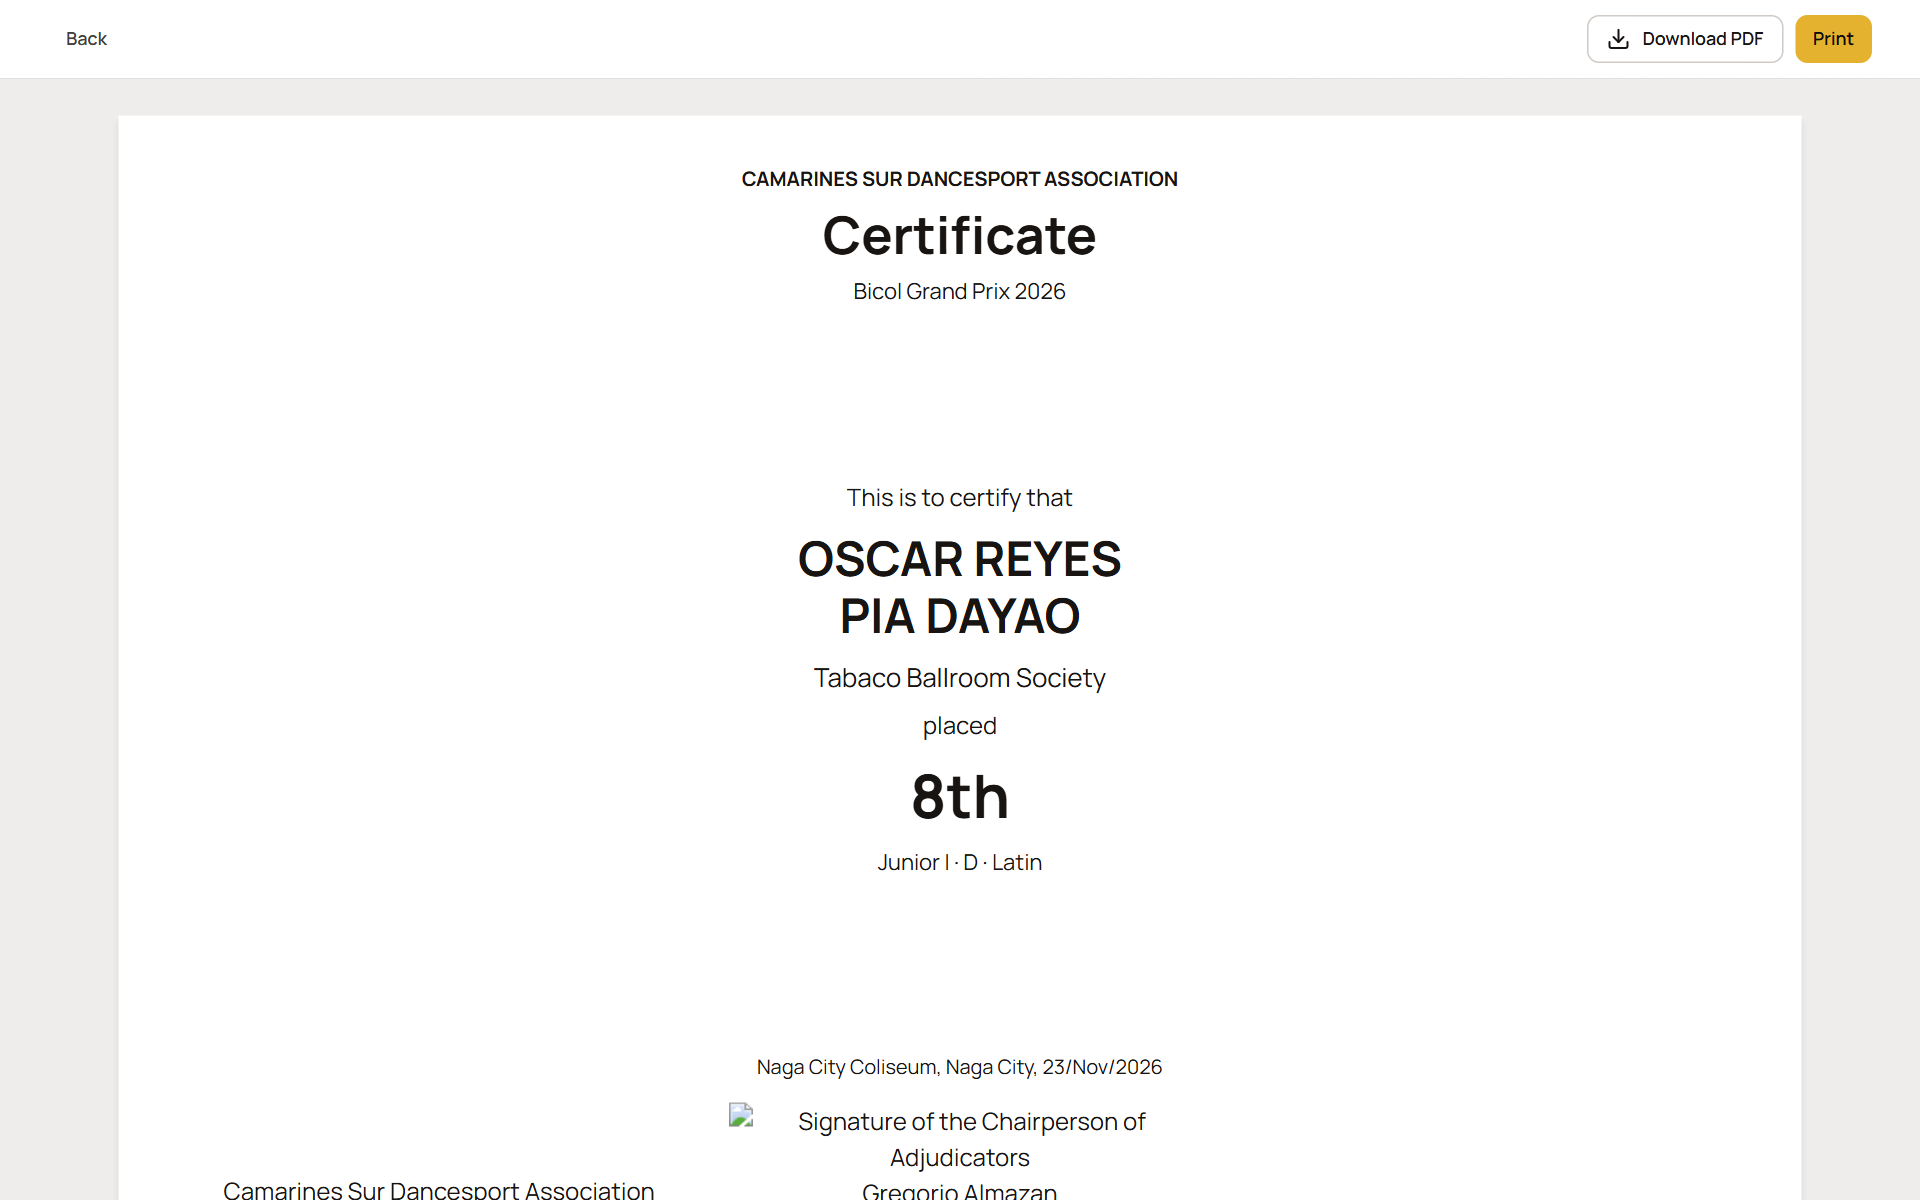 Back
Download PDF
Print
CAMARINES SUR DANCESPORT ASSOCIATION
Certificate
Bicol Grand Prix 2026
This is to certify that
OSCAR REYES
PIA DAYAO
Tabaco Ballroom Society
placed
8th
Junior I · D · Latin
Naga City Coliseum, Naga City, 23/Nov/2026
Signature of the Chairperson of
Adjudicators
Camarines Sur Dancesport Association
Gregorio Almazan